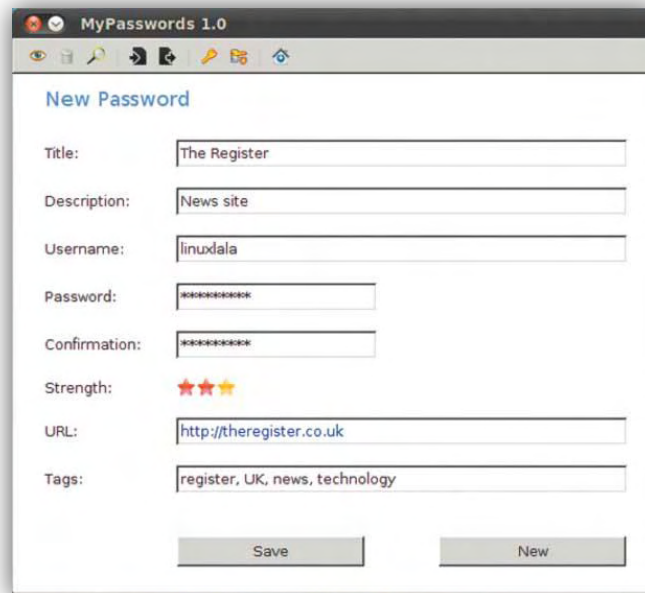 MyPasswords 1.0
New Password
Title: The Register
Description: News site
Username: linuxlala
Password: *********
Confirmation: *********
Strength:
URL: http://theregister.co.uk
Tags: register, UK, news, technology
Save New